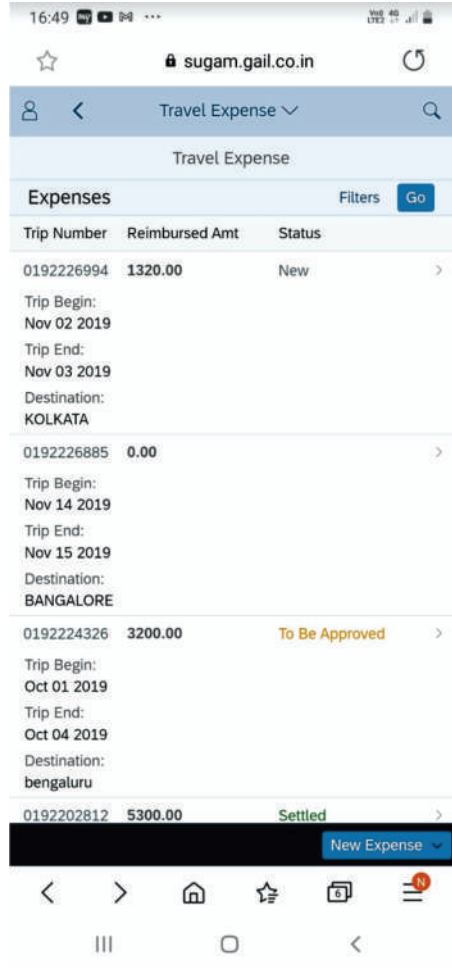 16:49
sugam.gail.co.in
Travel Expense
Travel Expense
Expenses Filters Go
Trip Number Reimbursed Amt Status
0192226994 1320.00 New
Trip Begin:
Nov 02 2019
Trip End:
Nov 03 2019
Destination:
KOLKATA
0192226885 0.00
Trip Begin:
Nov 14 2019
Trip End:
Nov 15 2019
Destination:
BANGALORE
0192224326 3200.00 To Be Approved
Trip Begin:
Oct 01 2019
Trip End:
Oct 04 2019
Destination:
bengaluru
0192202812 5300.00 Settled
New Expense
6 N